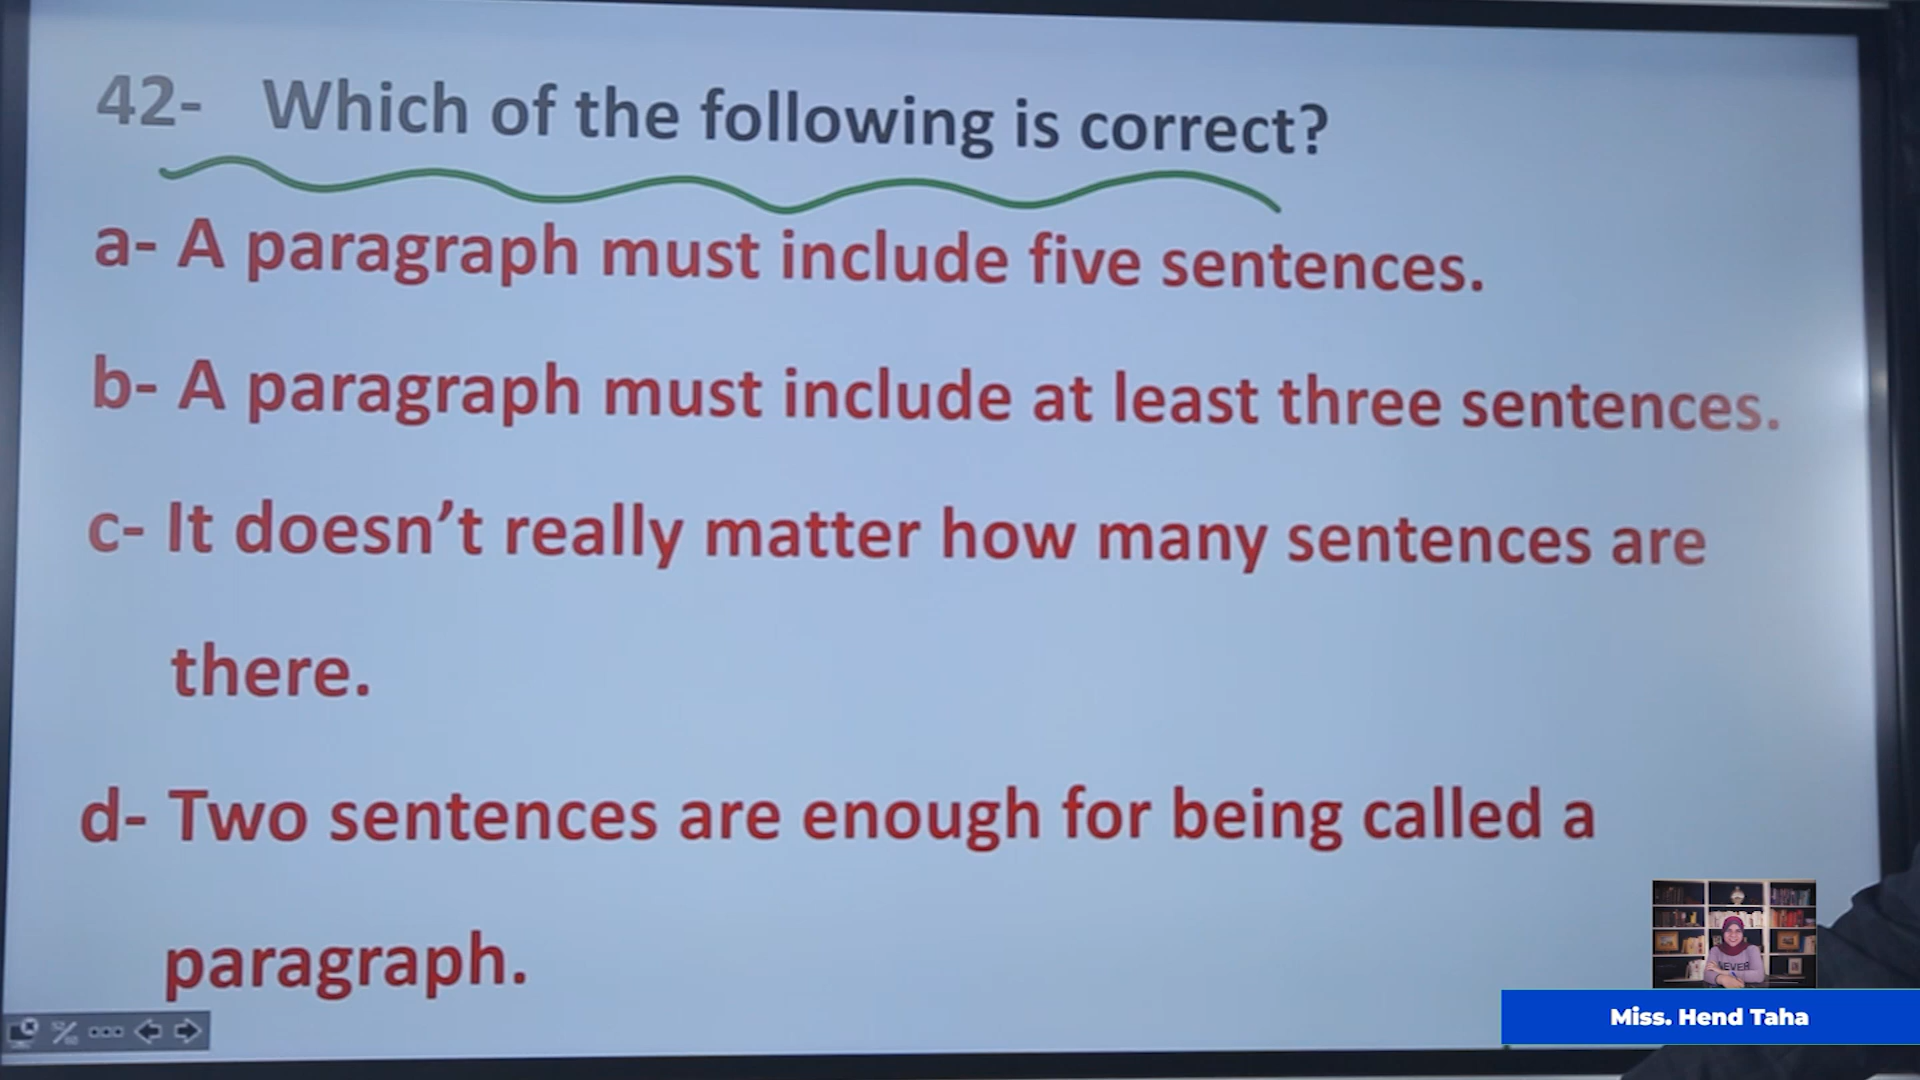 42- Which of the following is correct?
a- A paragraph must include five sentences.
b- A paragraph must include at least three sentences.
c- It doesn’t really matter how many sentences are
there.
d- Two sentences are enough for being called a
paragraph.
NEVER
Miss. Hend Taha